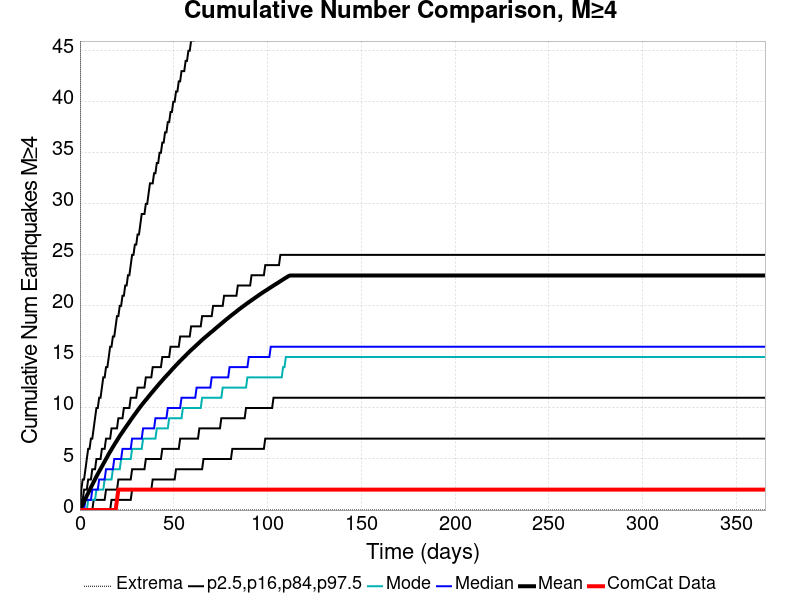 Cumulative Number Comparison, M≥4
Cumulative Num Earthquakes M≥4
45
40
35
30
25
20
15
10
5
0
0 50 100 150 200 250 300 350
Time (days)
Extrema p2.5,p16,p84,p97.5 Mode Median Mean ComCat Data